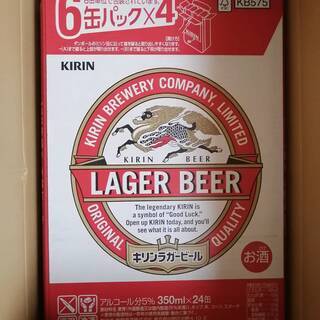 6缶パック×4
KB575
KIRIN
KIRIN BREWERY COMPANY, LIMITED
KIRIN BEER
LAGER BEER
The legendary KIRIN is
a symbol of "Good Luck."
Open up KIRIN today, and you'll
see what it is all about.
ORIGINAL QUALITY
キリンラガービール
お酒
アルコール分5% 350ml×24缶